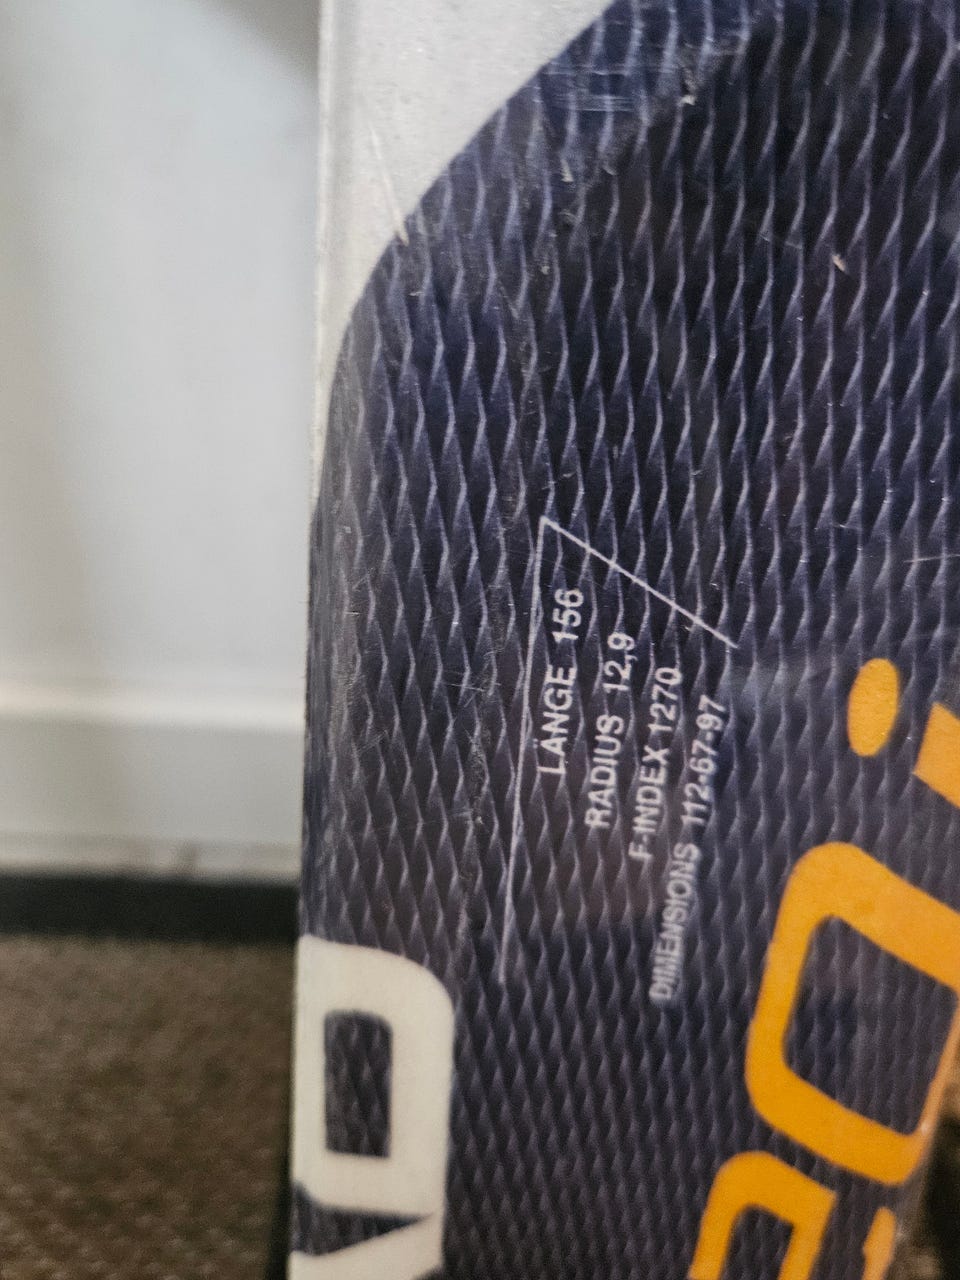 LÄNGE 156
RADIUS 12,9
F-INDEX 1270
DIMENSIONS 112-67-97